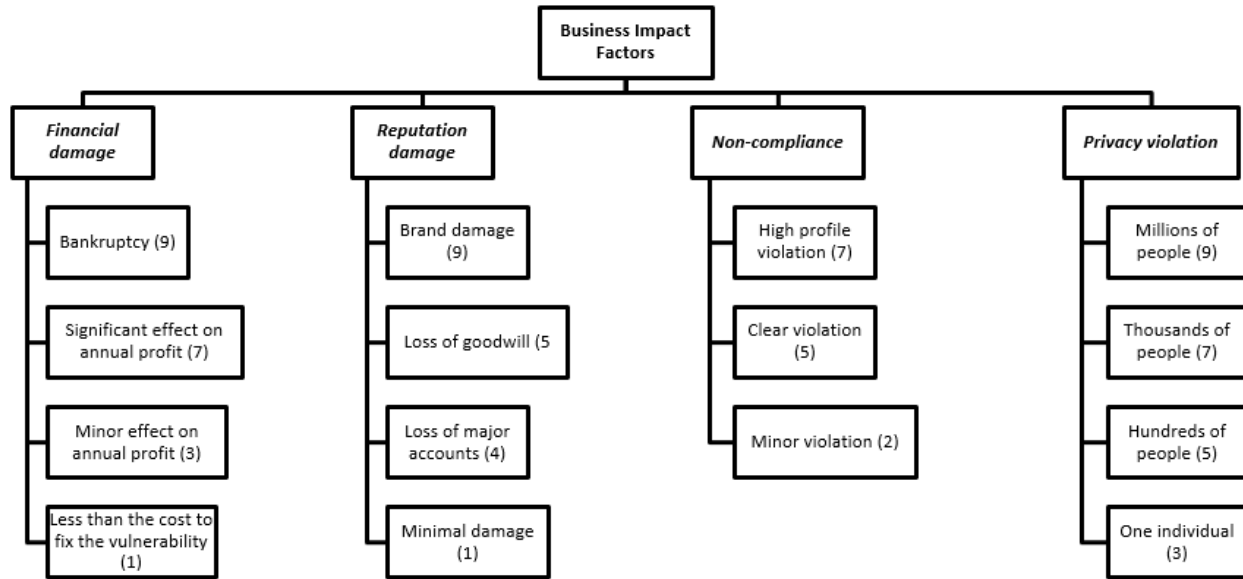 Business Impact
Factors
Financial
damage
Bankruptcy (9)
Significant effect on
annual profit (7)
Minor effect on
annual profit (3)
Less than the cost to
fix the vulnerability
(1)
Reputation
damage
Brand damage
(9)
Loss of goodwill (5
Loss of major
accounts (4)
Minimal damage
(1)
Non-compliance
High profile
violation (7)
Clear violation
(5)
Minor violation (2)
Privacy violation
Millions of
people (9)
Thousands of
people (7)
Hundreds of
people (5)
One individual
(3)